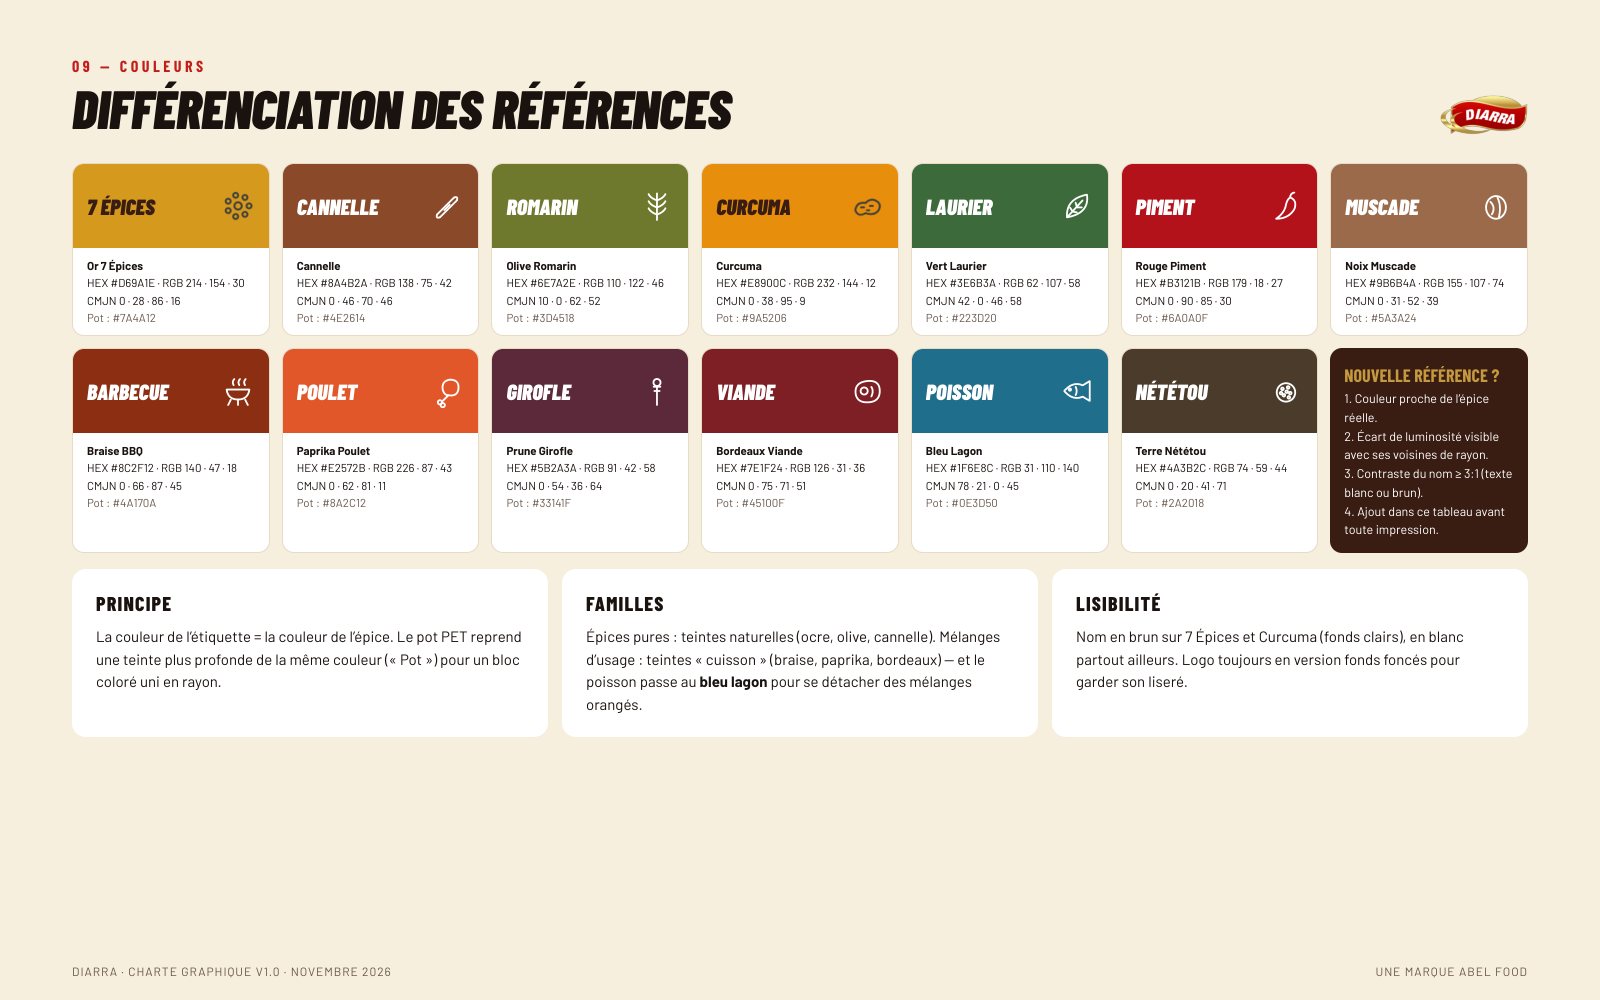 09 — COULEURS
DIFFÉRENCIATION DES RÉFÉRENCES
DIARRA
7 ÉPICES
Or 7 Épices
HEX #D69A1E · RGB 214 · 154 · 30
CMJN 0 · 28 · 86 · 16
Pot : #7A4A12
CANNELLE
Cannelle
HEX #8A4B2A · RGB 138 · 75 · 42
CMJN 0 · 46 · 70 · 46
Pot : #4E2614
ROMARIN
Olive Romarin
HEX #6E7A2E · RGB 110 · 122 · 46
CMJN 10 · 0 · 62 · 52
Pot : #3D4518
CURCUMA
Curcuma
HEX #E8900C · RGB 232 · 144 · 12
CMJN 0 · 38 · 95 · 9
Pot : #9A5206
LAURIER
Vert Laurier
HEX #3E6B3A · RGB 62 · 107 · 58
CMJN 42 · 0 · 46 · 58
Pot : #223D20
PIMENT
Rouge Piment
HEX #B3121B · RGB 179 · 18 · 27
CMJN 0 · 90 · 85 · 30
Pot : #6A0A0F
MUSCADE
Noix Muscade
HEX #9B6B4A · RGB 155 · 107 · 74
CMJN 0 · 31 · 52 · 39
Pot : #5A3A24
BARBECUE
Braise BBQ
HEX #8C2F12 · RGB 140 · 47 · 18
CMJN 0 · 66 · 87 · 45
Pot : #4A170A
POULET
Paprika Poulet
HEX #E2572B · RGB 226 · 87 · 43
CMJN 0 · 62 · 81 · 11
Pot : #8A2C12
GIROFLE
Prune Girofle
HEX #5B2A3A · RGB 91 · 42 · 58
CMJN 0 · 54 · 36 · 64
Pot : #33141F
VIANDE
Bordeaux Viande
HEX #7E1F24 · RGB 126 · 31 · 36
CMJN 0 · 75 · 71 · 51
Pot : #45100F
POISSON
Bleu Lagon
HEX #1F6E8C · RGB 31 · 110 · 140
CMJN 78 · 21 · 0 · 45
Pot : #0E3D50
NÉTÉTOU
Terre Nététou
HEX #4A3B2C · RGB 74 · 59 · 44
CMJN 0 · 20 · 41 · 71
Pot : #2A2018
NOUVELLE RÉFÉRENCE ?
1. Couleur proche de l'épice
réelle.
2. Écart de luminosité visible
avec ses voisines de rayon.
3. Contraste du nom ≥ 3:1 (texte
blanc ou brun).
4. Ajout dans ce tableau avant
toute impression.
PRINCIPE
La couleur de l'étiquette = la couleur de l'épice. Le pot PET reprend
une teinte plus profonde de la même couleur (« Pot ») pour un bloc
coloré uni en rayon.
FAMILLES
Épices pures : teintes naturelles (ocre, olive, cannelle). Mélanges
d'usage : teintes « cuisson » (braise, paprika, bordeaux) — et le
poisson passe au bleu lagon pour se détacher des mélanges
orangés.
LISIBILITÉ
Nom en brun sur 7 Épices et Curcuma (fonds clairs), en blanc
partout ailleurs. Logo toujours en version fonds foncés pour
garder son liseré.
DIARRA · CHARTE GRAPHIQUE V1.0 · NOVEMBRE 2026
UNE MARQUE ABEL FOOD